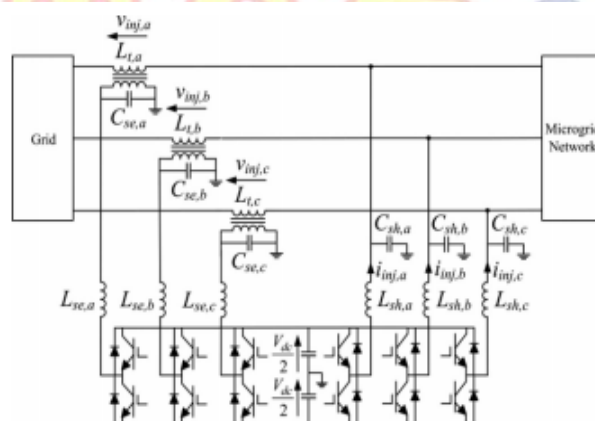 v_inj,a
L_t,a
v_inj,b
C_se,a
L_t,b
Grid
Microgrid
Network
v_inj,c
C_se,b
L_t,c
C_sh,a
C_sh,b
C_sh,c
C_se,c
i_inj,a
i_inj,b
i_inj,c
L_se,a
L_se,b
L_se,c
L_sh,a
L_sh,b
L_sh,c
V_dc
2
V_dc
2